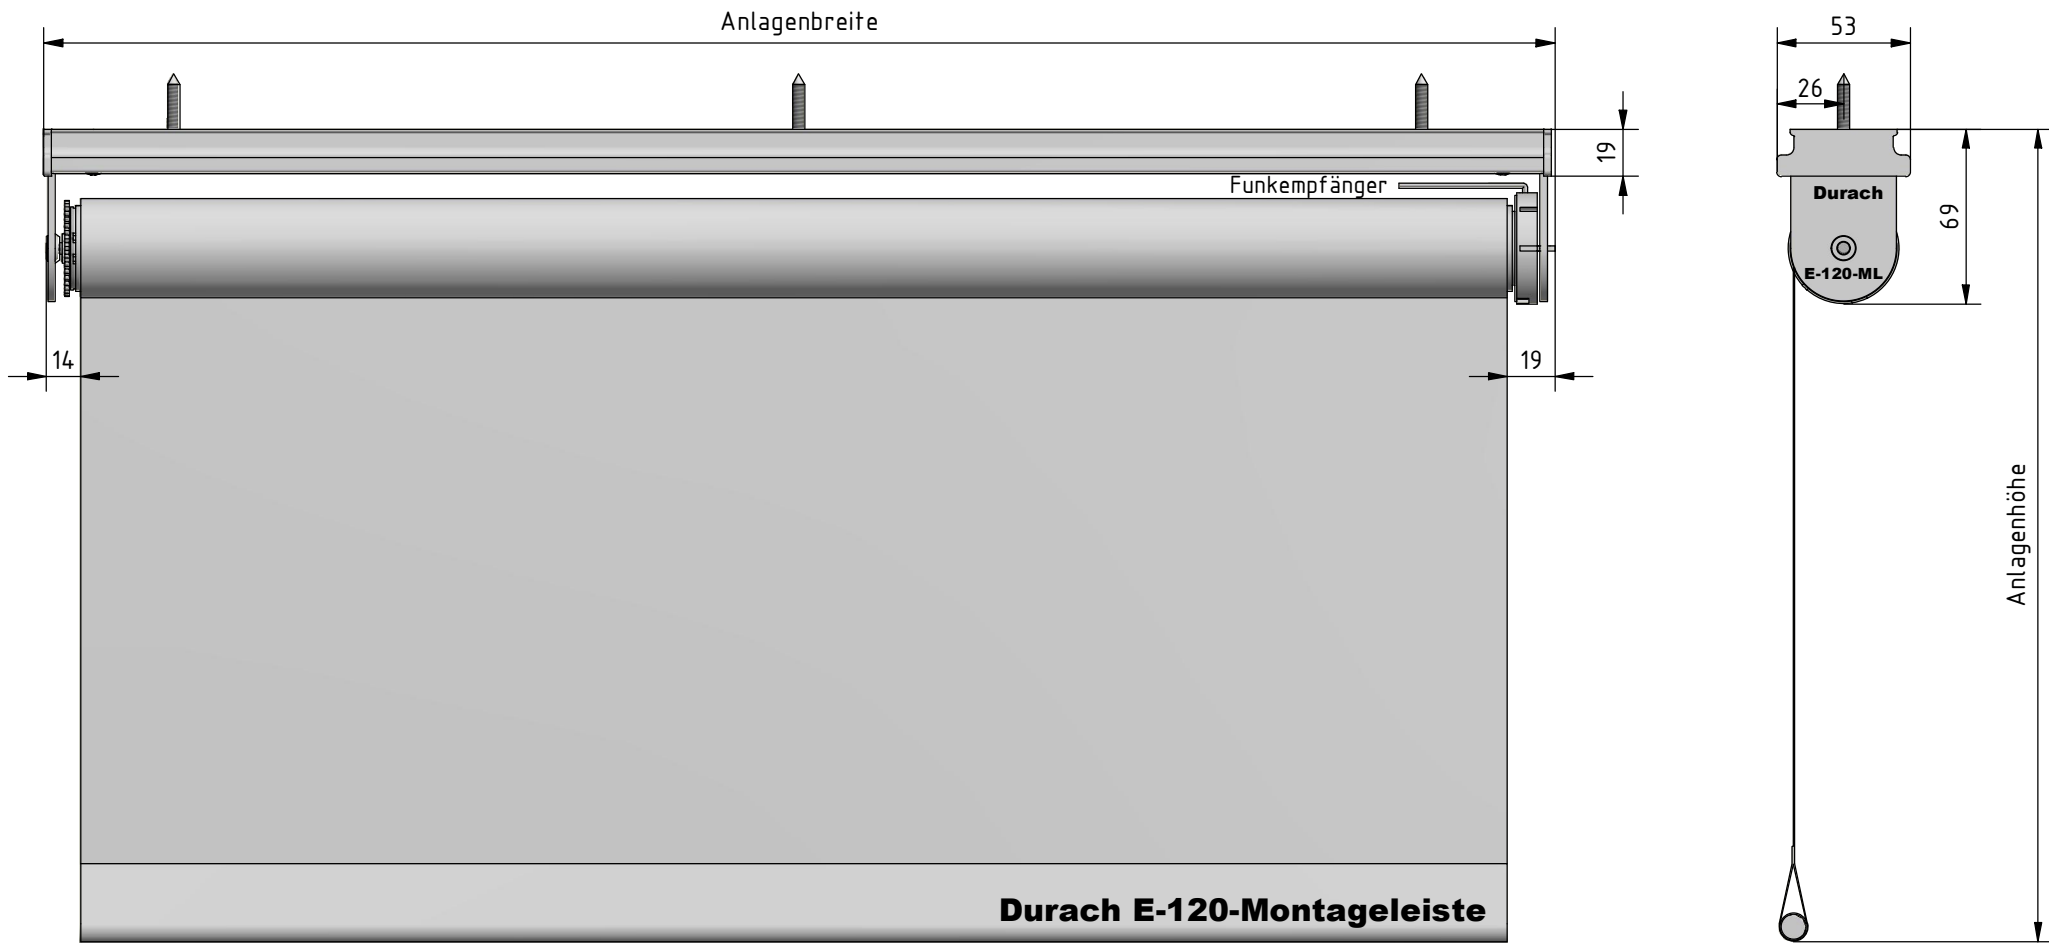 Anlagenbreite
53
26
19
Funkempfänger
Durach
69
E-120-ML
14
19
Anlagenhöhe
Durach E-120-Montageleiste